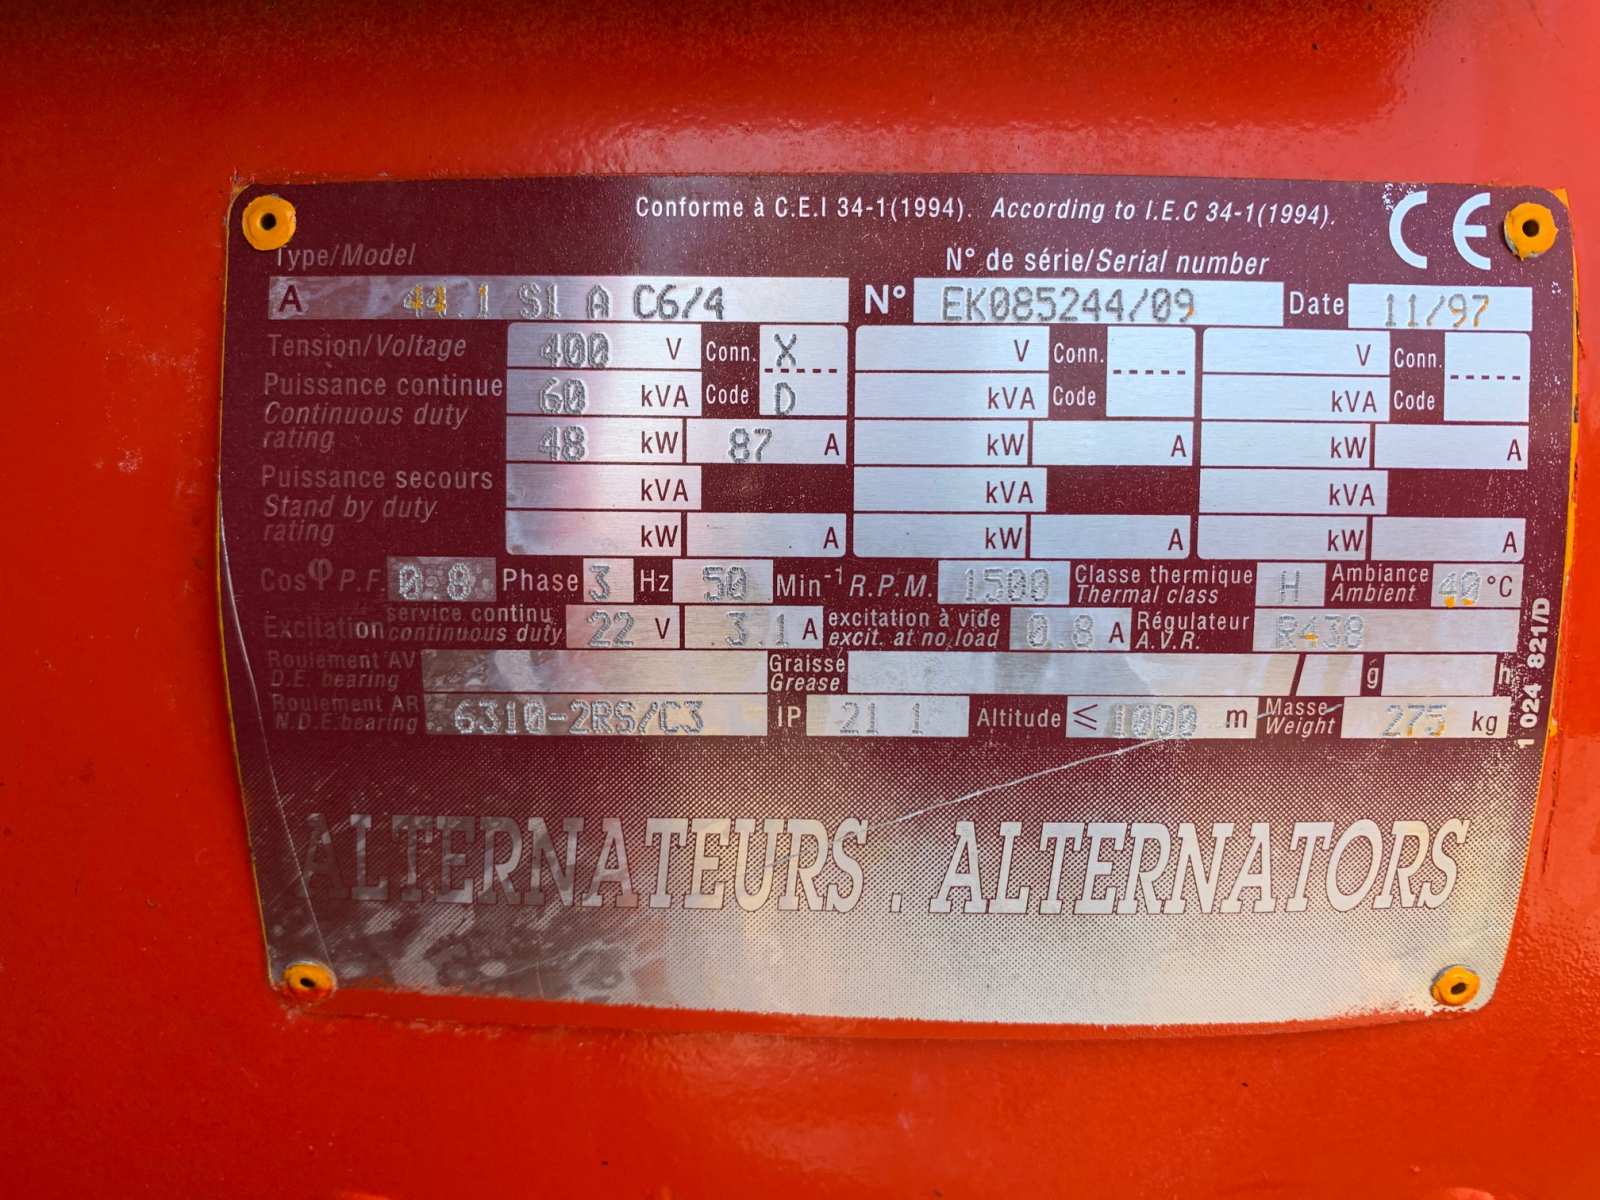 Conforme à C.E.I 34-1(1994). According to I.E.C 34-1(1994). CE
Type/Model N° de série/Serial number
A 44.1 S1 A C6/4 N° EK085244/09 Date 11/97
Tension/Voltage 400 V Conn. X V Conn. V Conn.
Puissance continue 60 kVA Code D kVA Code kVA Code
Continuous duty
rating 48 kW 87 A kW A kW A
Puissance secours kVA kVA kVA
Stand by duty
rating kW A kW A kW A
Cos φ P.F. 0.8 Phase 3 Hz 50 Min-1 R.P.M. 1500 Classe thermique H Ambiance 40 °C
Thermal class Ambient
Excitation service continu 22 V 3.1 A excitation à vide 0.8 A Régulateur R438
continuous duty excit. at no load A.V.R.
Roulement AV Graisse / g h
D.E. bearing Grease
Roulement AR 6310-2RS/C3 IP 21 Altitude ≤ 1000 m Masse 275 kg
N.D.E. bearing Weight
1 024 821/D
ALTERNATEURS . ALTERNATORS